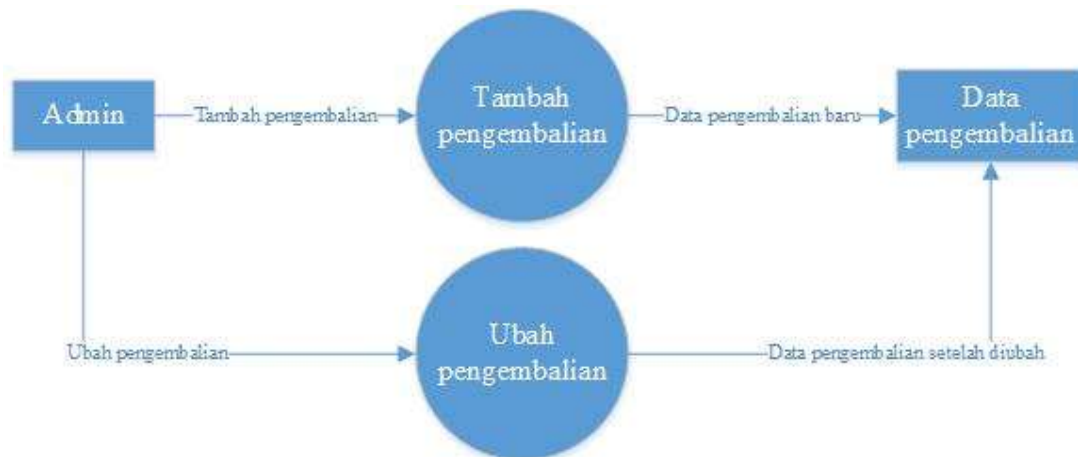 Admin
Tambah pengembalian
Tambah
pengembalian
Data pengembalian baru
Data
pengembalian
Ubah pengembalian
Ubah
pengembalian
Data pengembalian setelah diubah